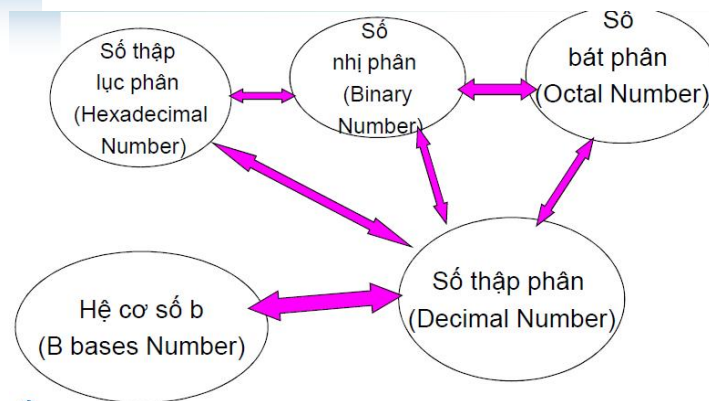 Số thập
lục phân
(Hexadecimal
Number)
Số
nhị phân
(Binary
Number)
Số
bát phân
(Octal Number)
Số thập phân
(Decimal Number)
Hệ cơ số b
(B bases Number)